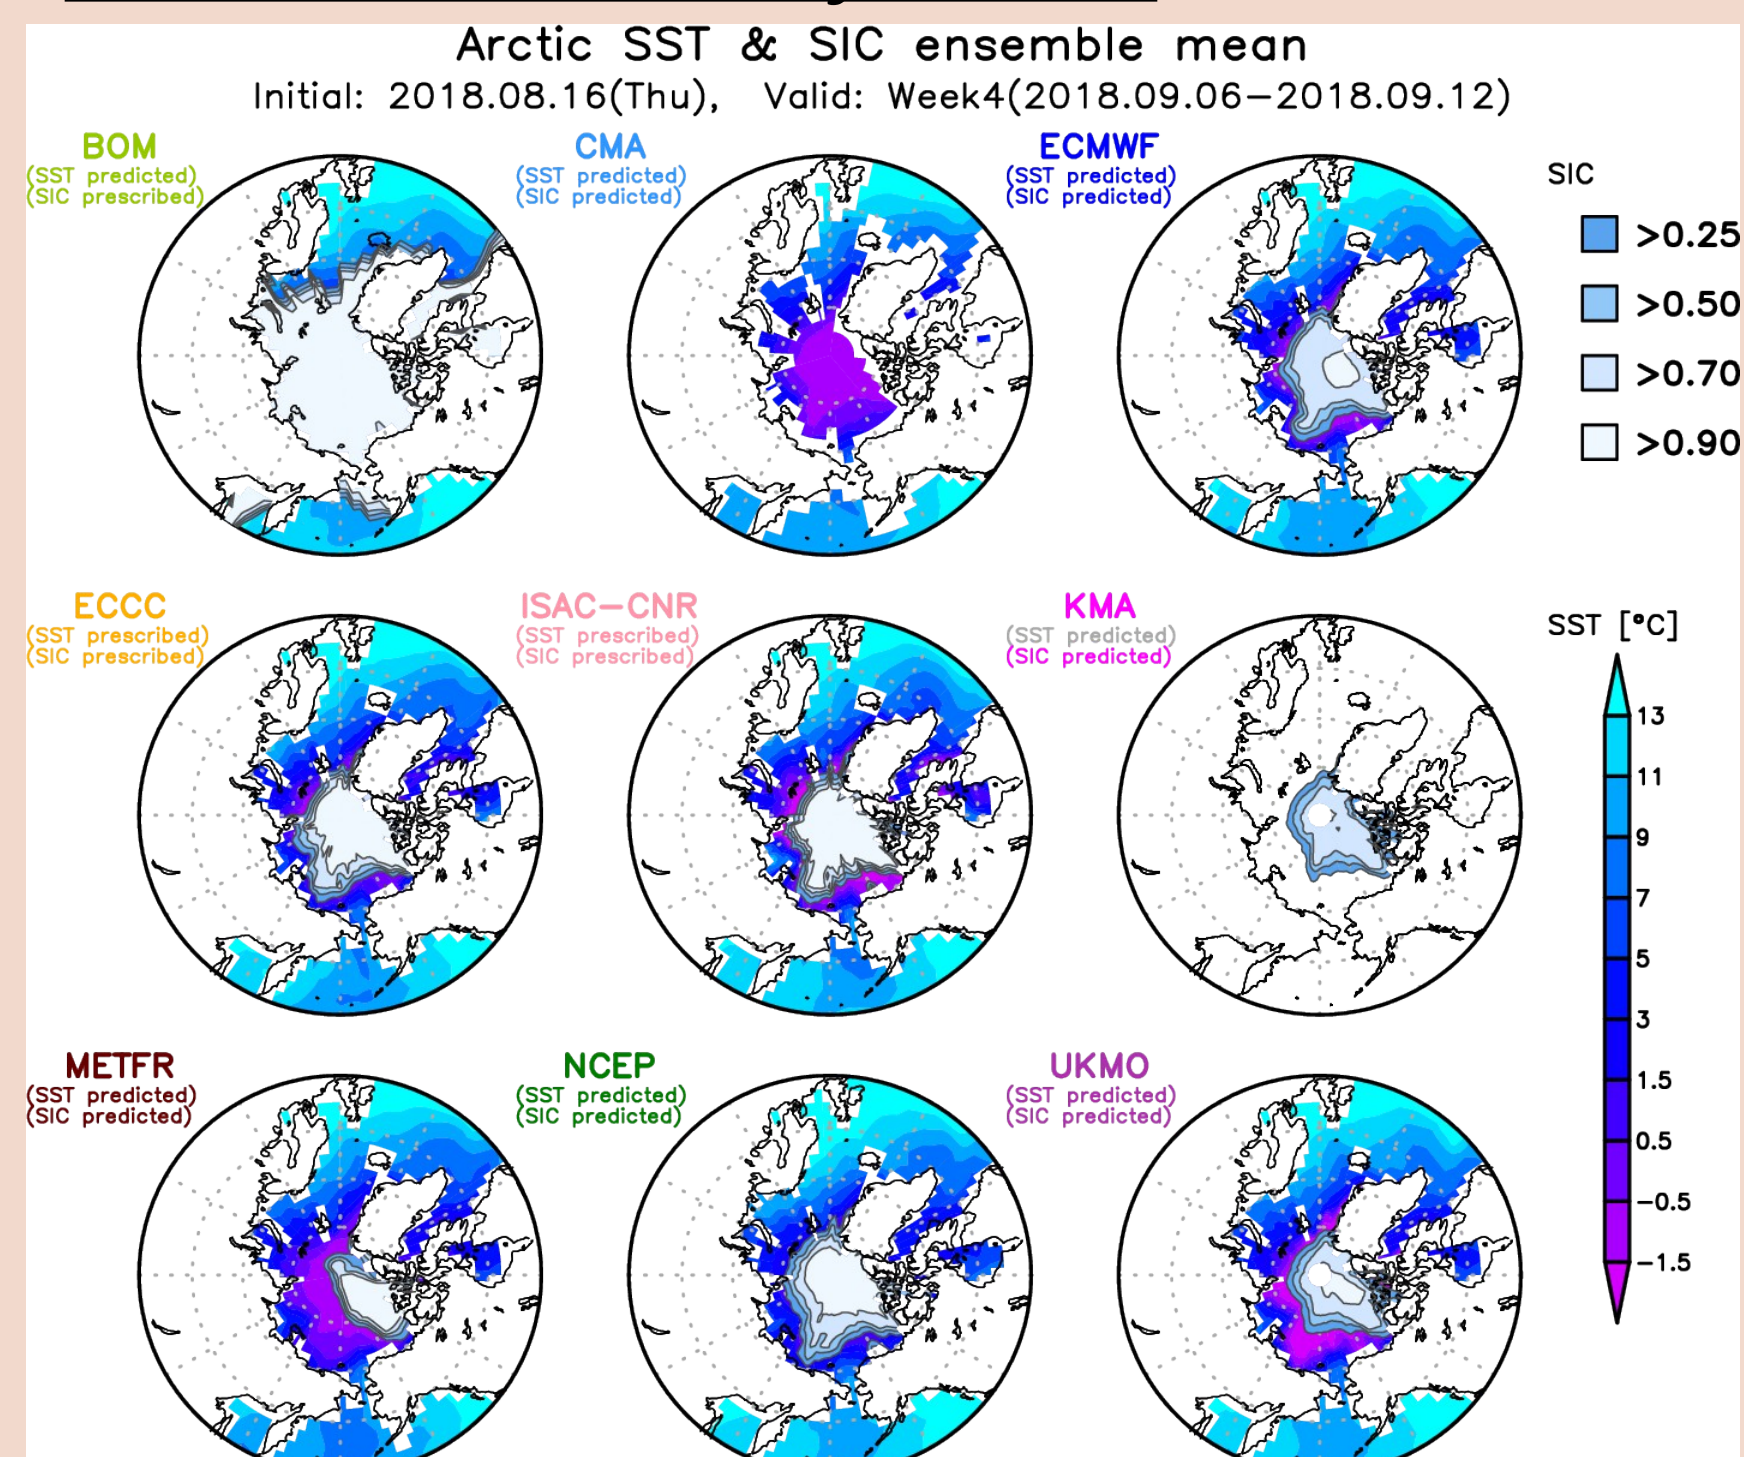 Arctic SST & SIC ensemble mean
Initial: 2018.08.16(Thu), Valid: Week4(2018.09.06−2018.09.12)
BOM
(SST predicted)
(SIC prescribed)
CMA
(SST predicted)
(SIC predicted)
ECMWF
(SST predicted)
(SIC predicted)
SIC
>0.25
>0.50
>0.70
>0.90
ECCC
(SST prescribed)
(SIC prescribed)
ISAC−CNR
(SST prescribed)
(SIC prescribed)
KMA
(SST predicted)
(SIC predicted)
SST [°C]
13
11
9
7
5
3
1.5
0.5
−0.5
−1.5
METFR
(SST predicted)
(SIC predicted)
NCEP
(SST predicted)
(SIC predicted)
UKMO
(SST predicted)
(SIC predicted)